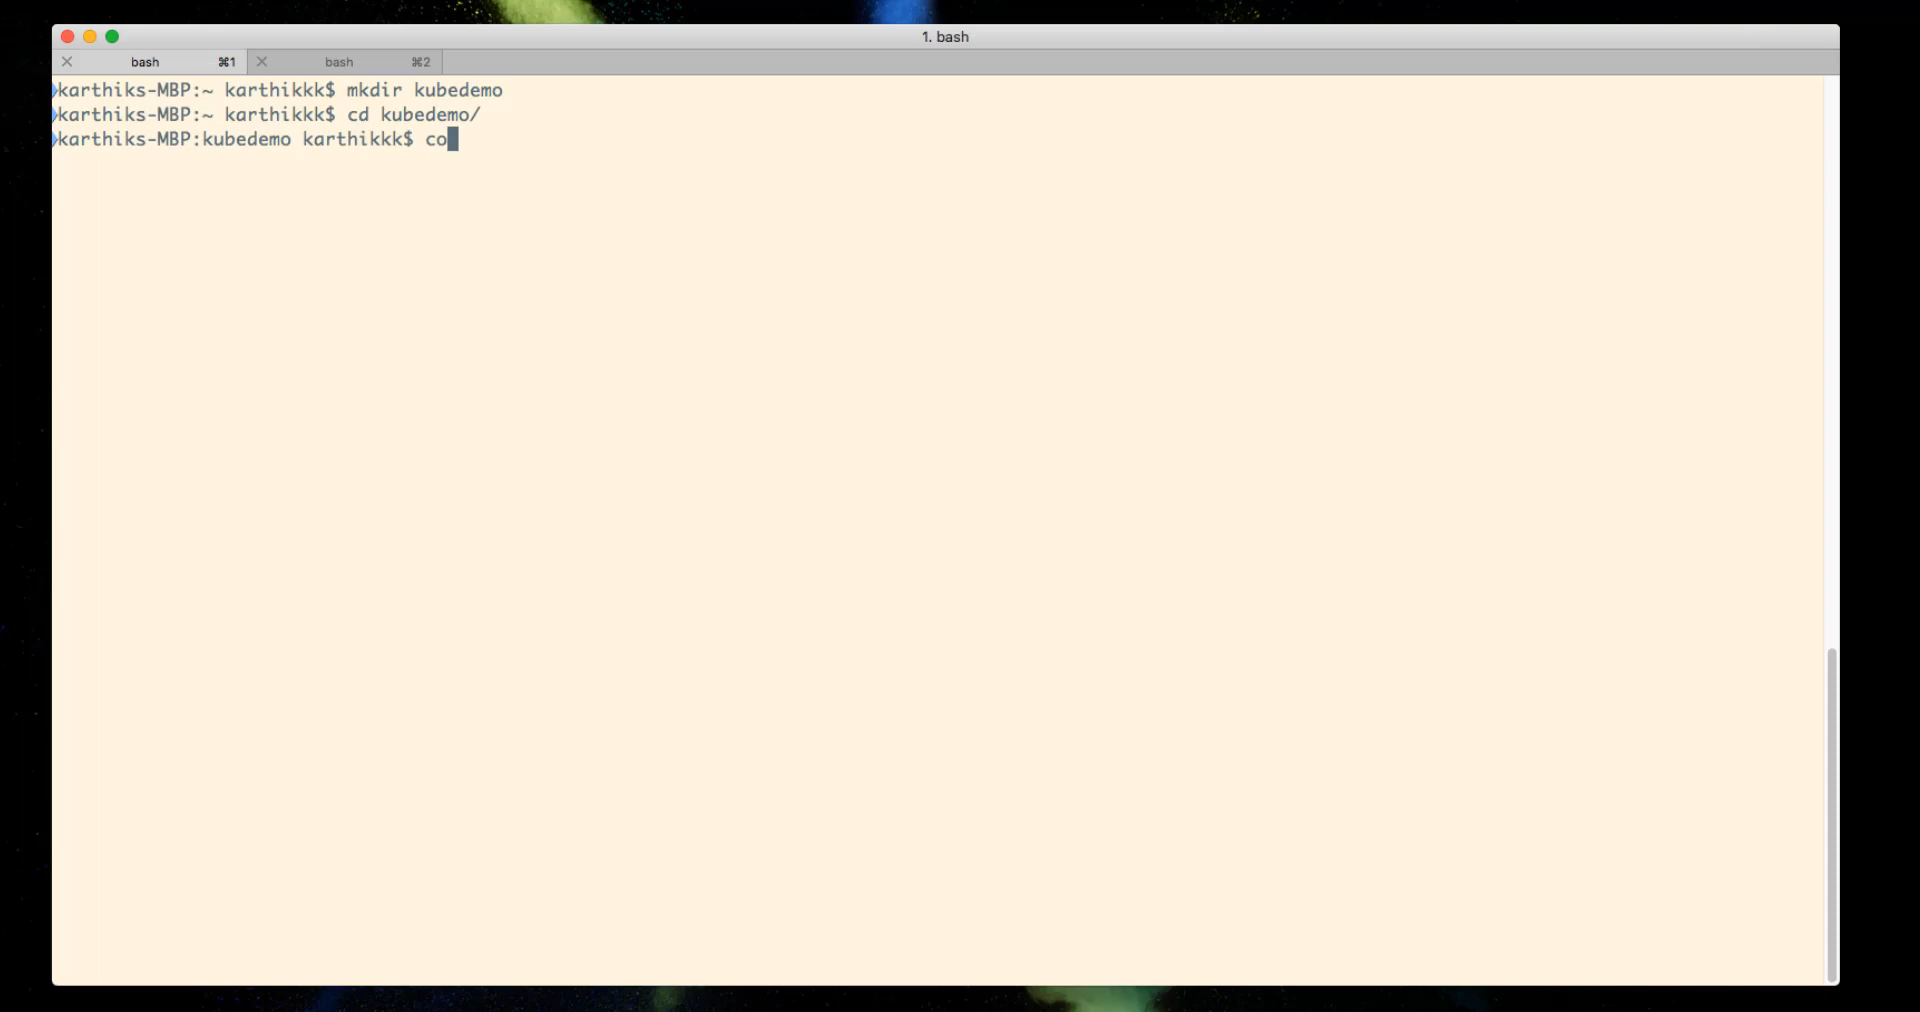 1. bash
bash ⌘1 bash ⌘2
karthiks-MBP:~ karthikkk$ mkdir kubedemo
karthiks-MBP:~ karthikkk$ cd kubedemo/
karthiks-MBP:kubedemo karthikkk$ co